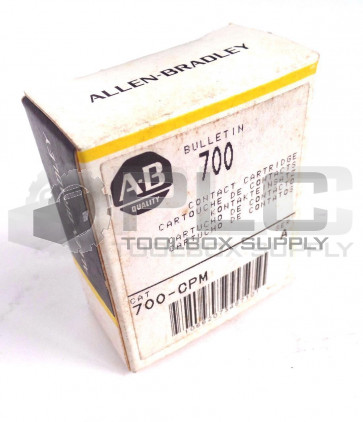 ALLEN-BRADLEY
BULLETIN
700
AB
QUALITY
CONTACT CARTRIDGE
CARTOUCHE DE CONTACTS
CARTUCHO DE CONTATOS
PLC
TOOLBOX SUPPLY
CAT
700-CPM